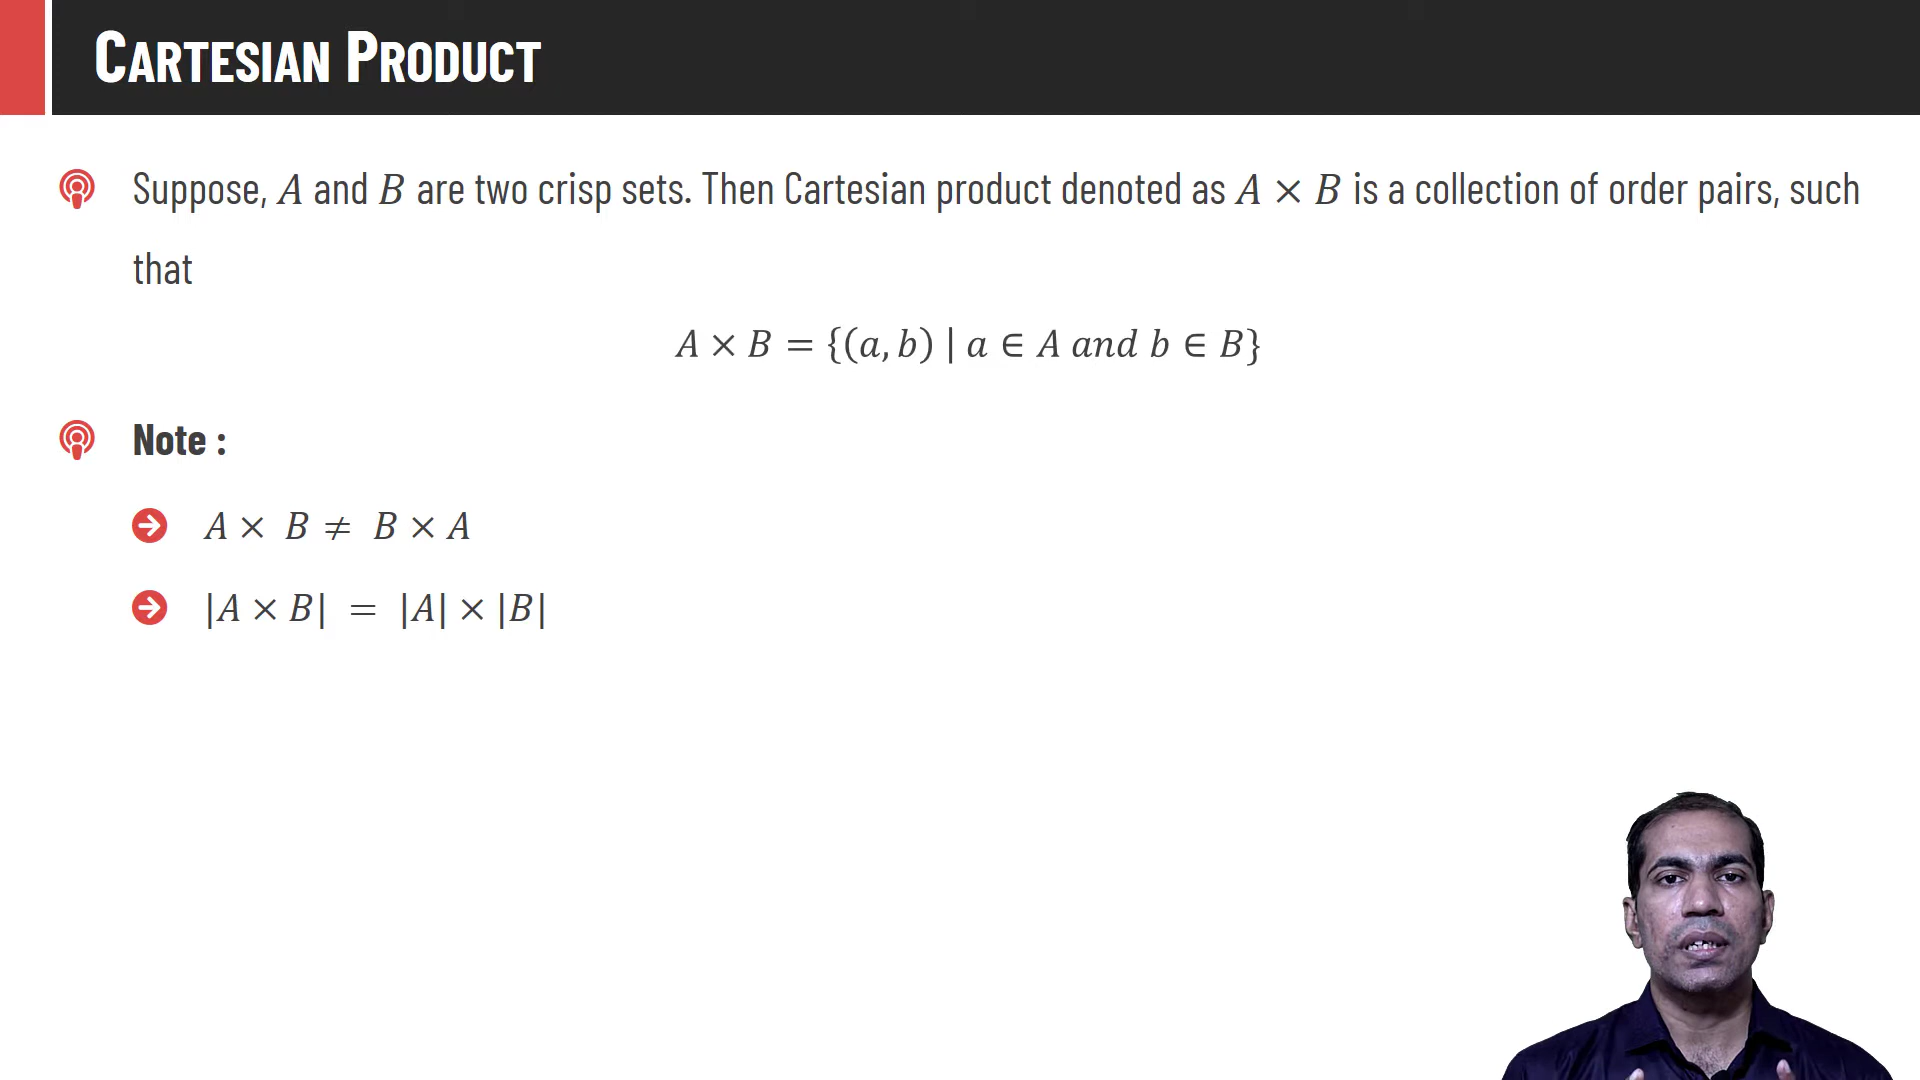 CARTESIAN PRODUCT
Suppose, A and B are two crisp sets. Then Cartesian product denoted as A × B is a collection of order pairs, such
that
A × B = {(a, b) | a ∈ A and b ∈ B}
Note :
A × B ≠ B × A
|A × B| = |A| × |B|